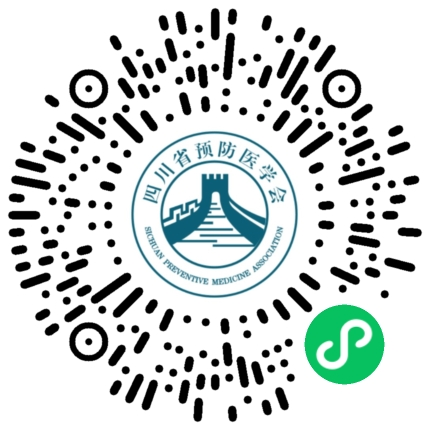 四川省预防医学会
SICHUAN PREVENTIVE MEDICINE ASSOCIATION